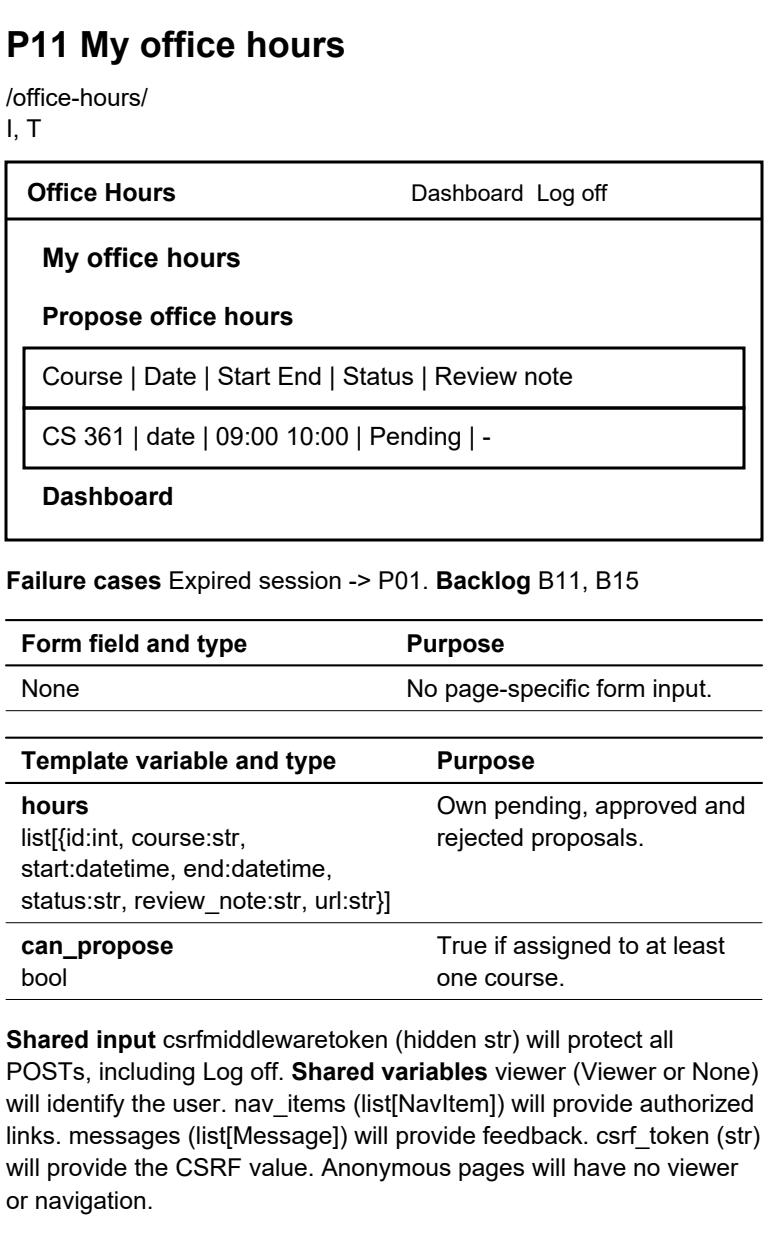 P11 My office hours
/office-hours/
I, T
Office Hours Dashboard Log off
My office hours
Propose office hours
Course | Date | Start End | Status | Review note
CS 361 | date | 09:00 10:00 | Pending | -
Dashboard
Failure cases Expired session -> P01. Backlog B11, B15
Form field and type Purpose
None No page-specific form input.
Template variable and type Purpose
hours Own pending, approved and
list[{id:int, course:str, rejected proposals.
start:datetime, end:datetime,
status:str, review_note:str, url:str}]
can_propose True if assigned to at least
bool one course.
Shared input csrfmiddlewaretoken (hidden str) will protect all
POSTs, including Log off. Shared variables viewer (Viewer or None)
will identify the user. nav_items (list[NavItem]) will provide authorized
links. messages (list[Message]) will provide feedback. csrf_token (str)
will provide the CSRF value. Anonymous pages will have no viewer
or navigation.